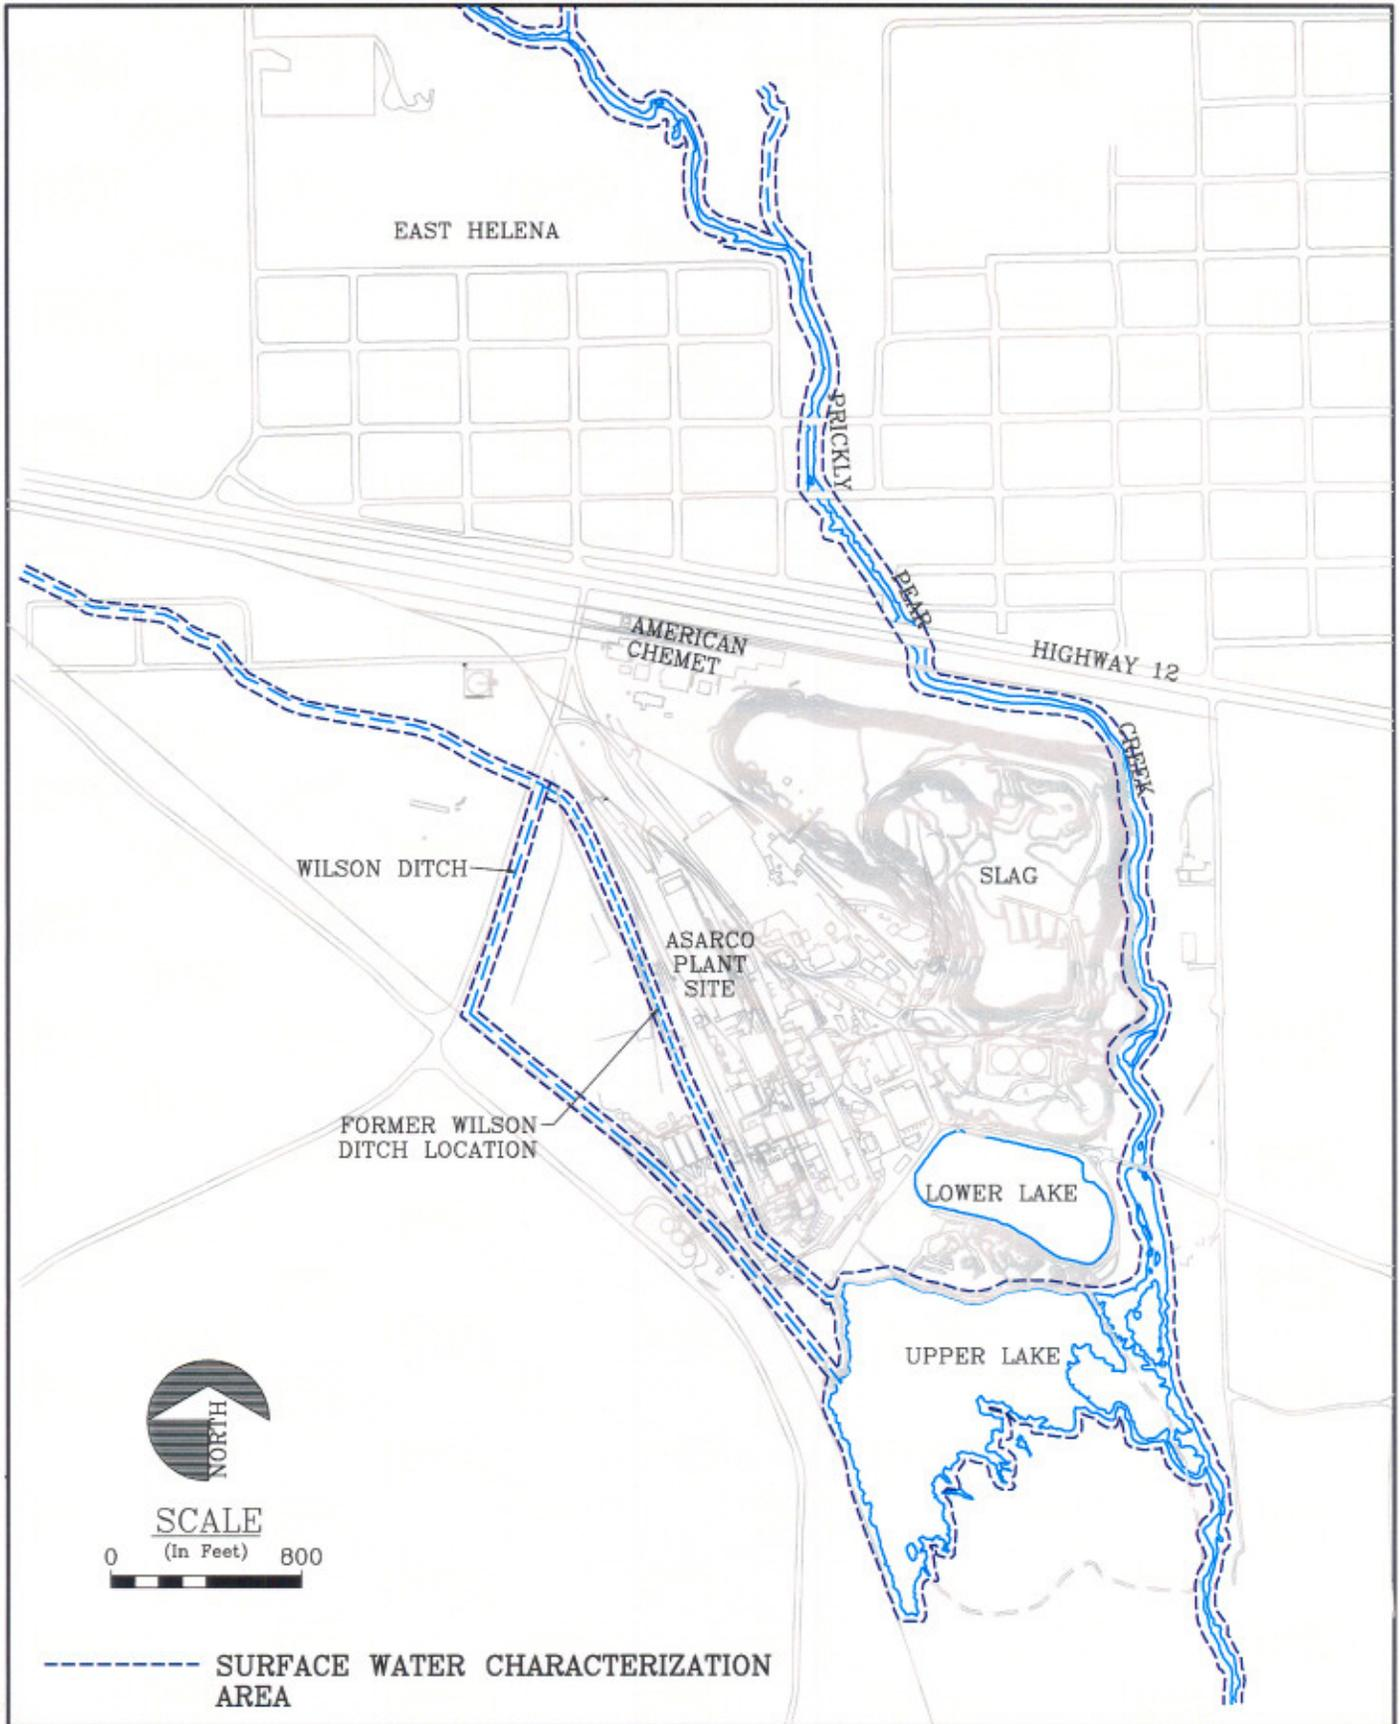 EAST HELENA
PRICKLY
PEAR
CREEK
HIGHWAY 12
AMERICAN
CHEMET
WILSON DITCH
SLAG
ASARCO
PLANT
SITE
FORMER WILSON
DITCH LOCATION
LOWER LAKE
UPPER LAKE
NORTH
SCALE
(In Feet)
0 800
SURFACE WATER CHARACTERIZATION
AREA